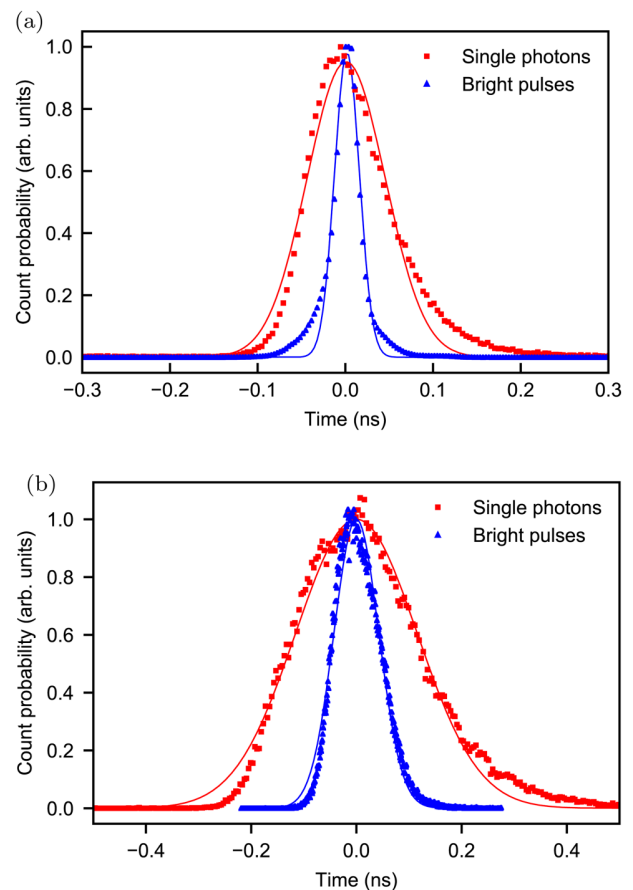 (a)
Single photons
Bright pulses
Count probability (arb. units)
1.0
0.8
0.6
0.4
0.2
0.0
−0.3 −0.2 −0.1 0.0 0.1 0.2 0.3
Time (ns)
(b)
Single photons
Bright pulses
Count probability (arb. units)
1.0
0.8
0.6
0.4
0.2
0.0
−0.4 −0.2 0.0 0.2 0.4
Time (ns)